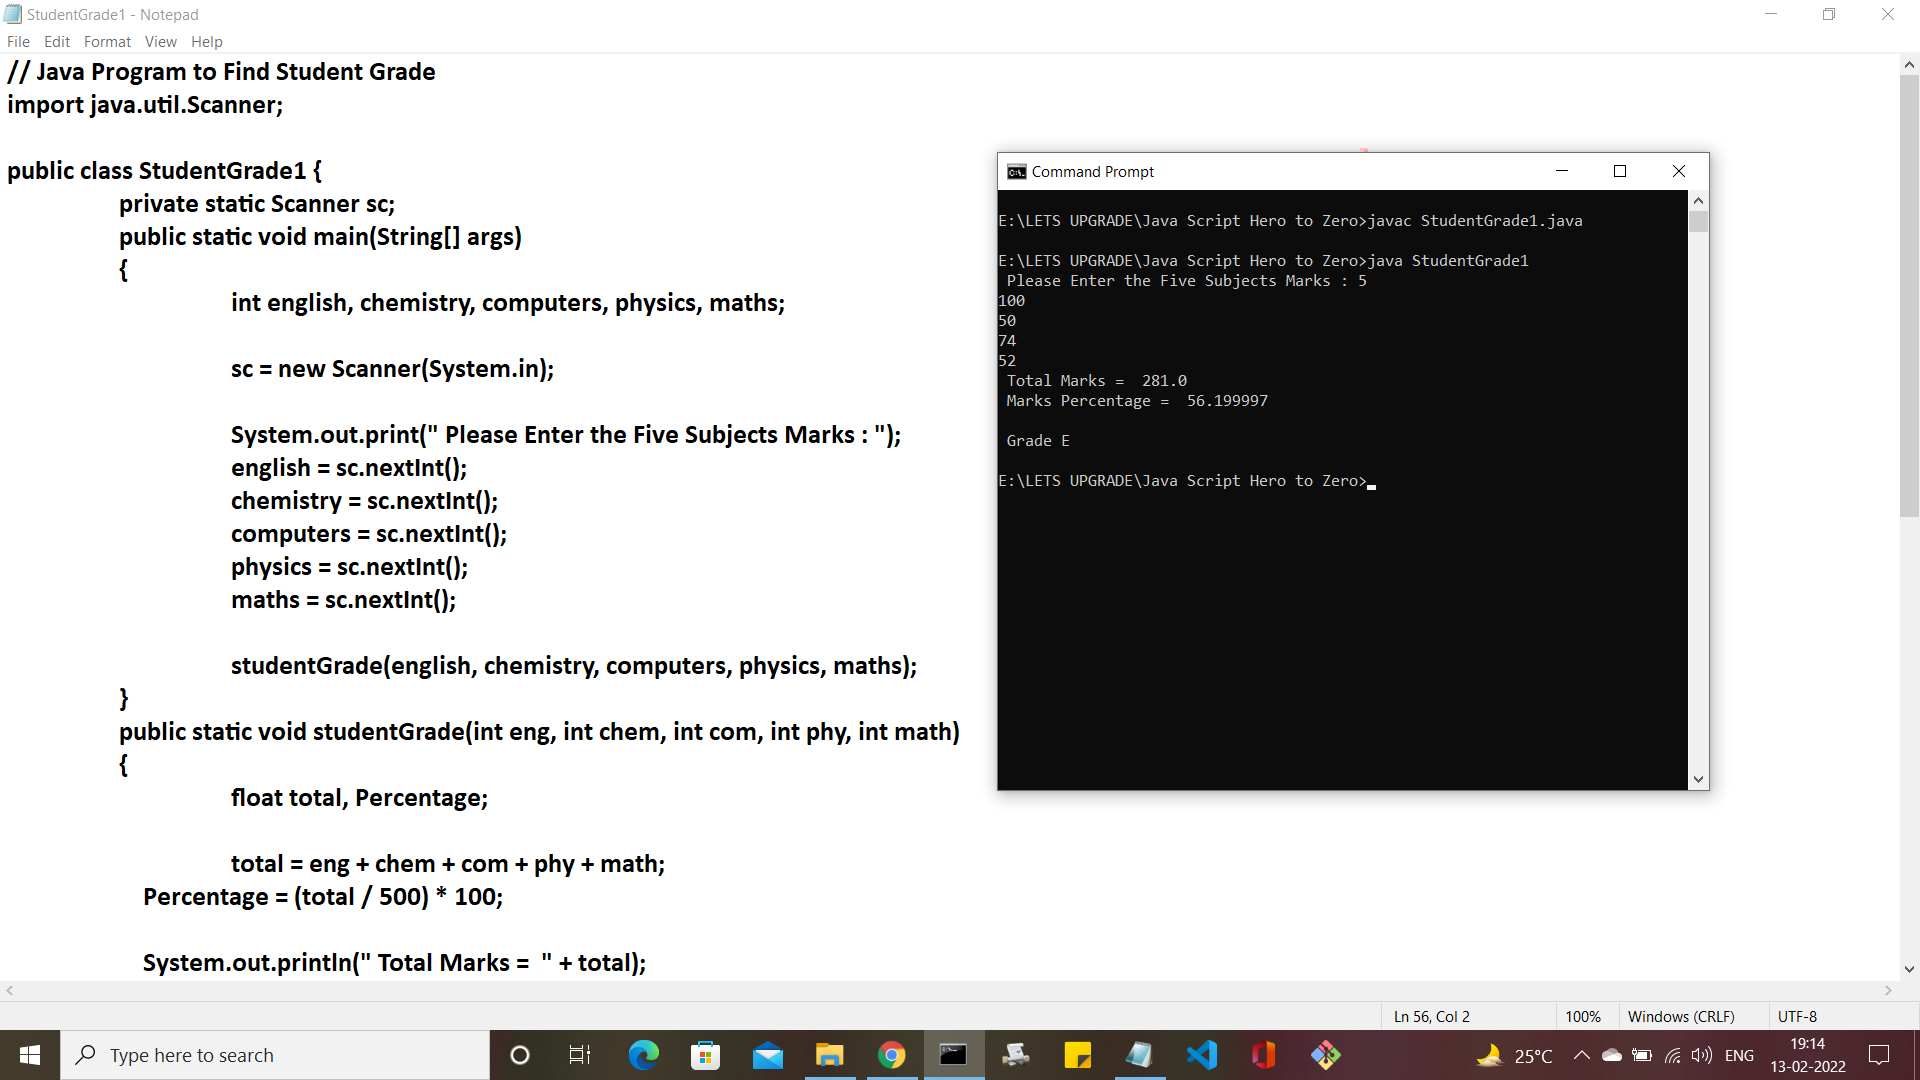 StudentGrade1 - Notepad
File Edit Format View Help
// Java Program to Find Student Grade
import java.util.Scanner;
public class StudentGrade1 {
private static Scanner sc;
public static void main(String[] args)
{
int english, chemistry, computers, physics, maths;
sc = new Scanner(System.in);
System.out.print(" Please Enter the Five Subjects Marks : ");
english = sc.nextInt();
chemistry = sc.nextInt();
computers = sc.nextInt();
physics = sc.nextInt();
maths = sc.nextInt();
studentGrade(english, chemistry, computers, physics, maths);
}
public static void studentGrade(int eng, int chem, int com, int phy, int math)
{
float total, Percentage;
total = eng + chem + com + phy + math;
Percentage = (total / 500) * 100;
System.out.println(" Total Marks =  " + total);
Command Prompt
E:\LETS UPGRADE\Java Script Hero to Zero>javac StudentGrade1.java
E:\LETS UPGRADE\Java Script Hero to Zero>java StudentGrade1
Please Enter the Five Subjects Marks : 5
100
50
74
52
Total Marks =  281.0
Marks Percentage =  56.199997
Grade E
E:\LETS UPGRADE\Java Script Hero to Zero>
Ln 56, Col 2 100% Windows (CRLF) UTF-8
Type here to search
25°C ENG
19:14
13-02-2022